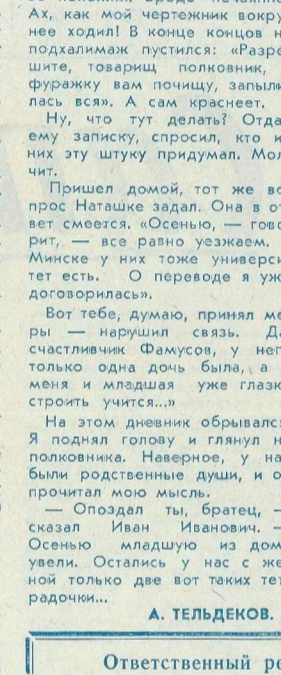 Ах, как мой чертежник вокру
нее ходил! В конце концов н
подхалимаж пустился: «Разре
шите, товарищ полковник,
фуражку вам почищу, запыли
лась вся». А сам краснеет.
Ну, что тут делать? Отда
ему записку, спросил, кто и
них эту штуку придумал. Мол
чит.
Пришел домой, тот же во
прос Наташке задал. Она в от
вет смеется. «Осенью, — гово
рит, — все равно уезжаем.
Минске у них тоже универси
тет есть. О переводе я уж
договорилась».
Вот тебе, думаю, принял ме
ры — нарушил связь. Да
счастливчик Фамусов, у нег
только одна дочь была, а
меня и младшая уже глазк
строить учится...»
На этом дневник обрывалс
Я поднял голову и глянул н
полковника. Наверное, у на
были родственные души, и о
прочитал мою мысль.
— Опоздал ты, братец, —
сказал Иван Иванович. —
Осенью младшую из дом
увели. Остались у нас с же
ной только две вот таких тет
радочки...
А. ТЕЛЬДЕКОВ.
Ответственный ре